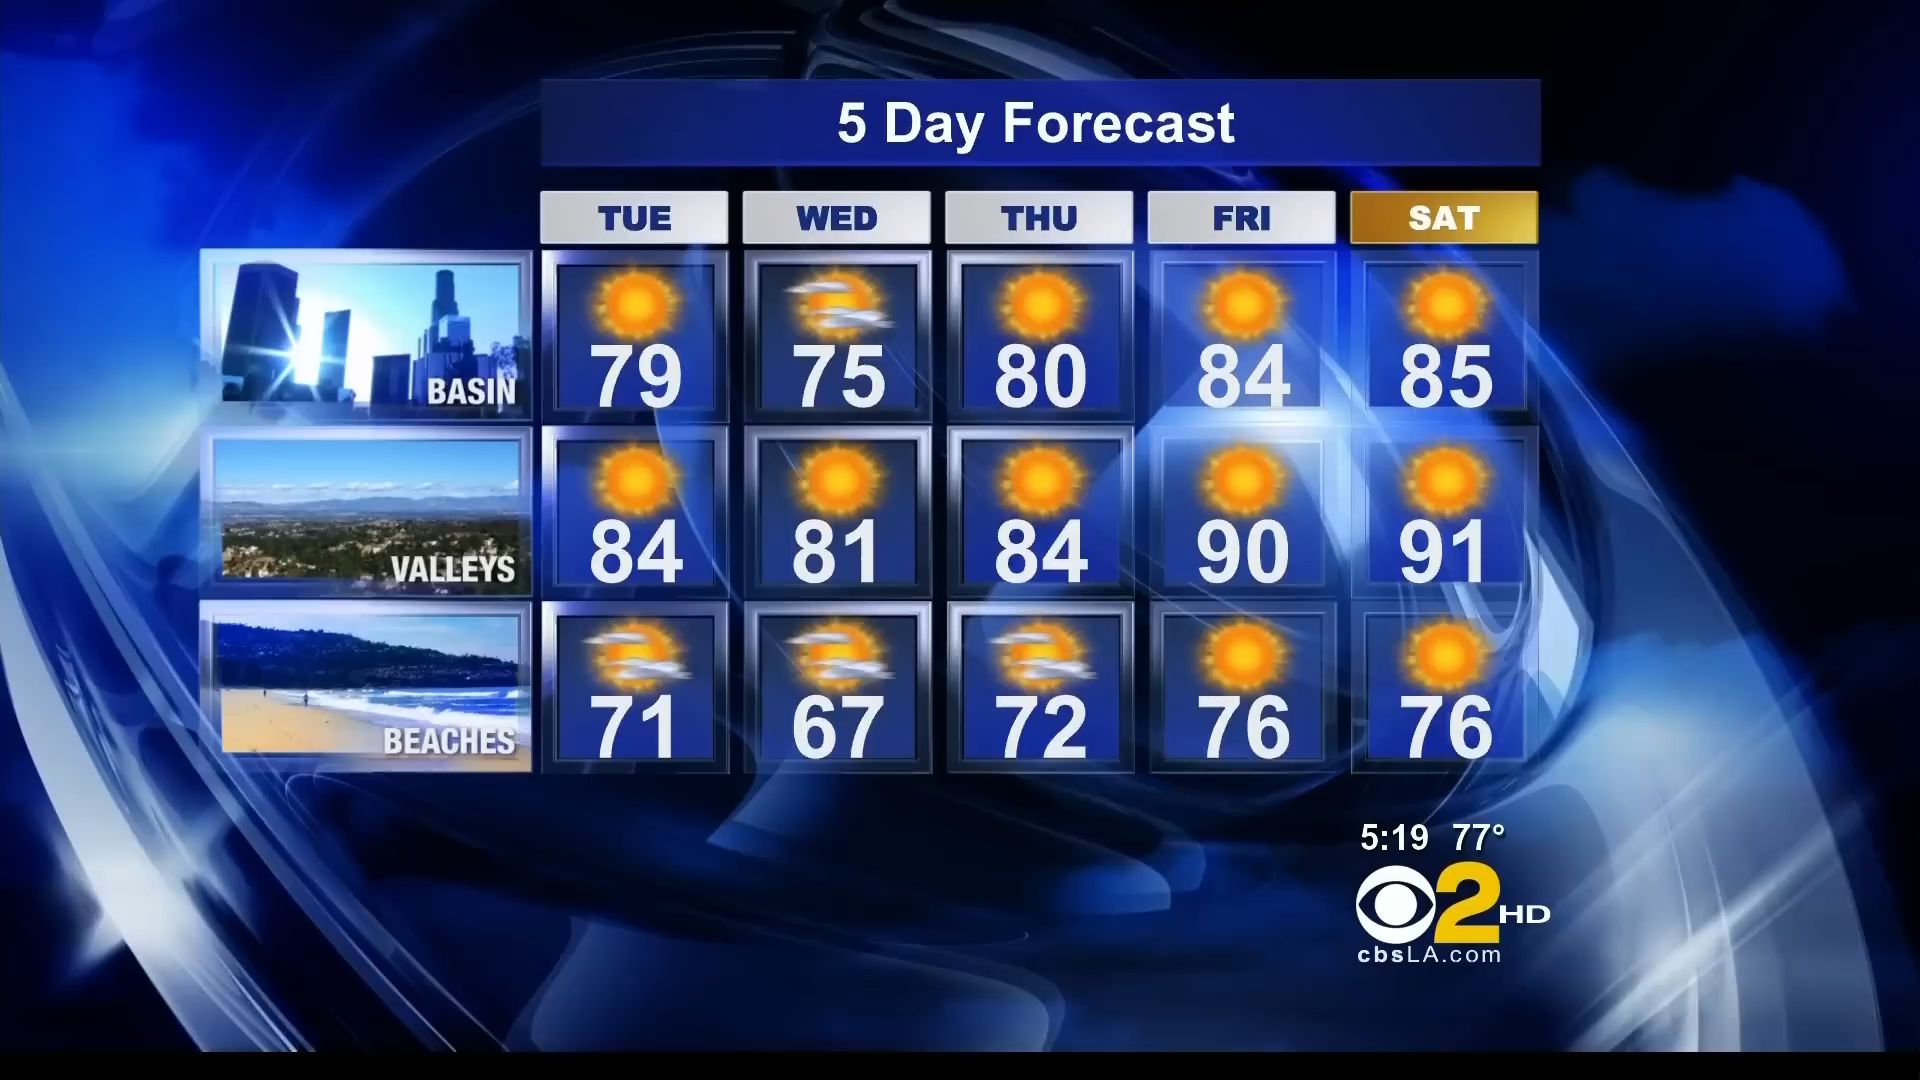 5 Day Forecast
TUE WED THU FRI SAT
BASIN 79 75 80 84 85
VALLEYS 84 81 84 90 91
BEACHES 71 67 72 76 76
5:19 77°
2 HD
cbsLA.com